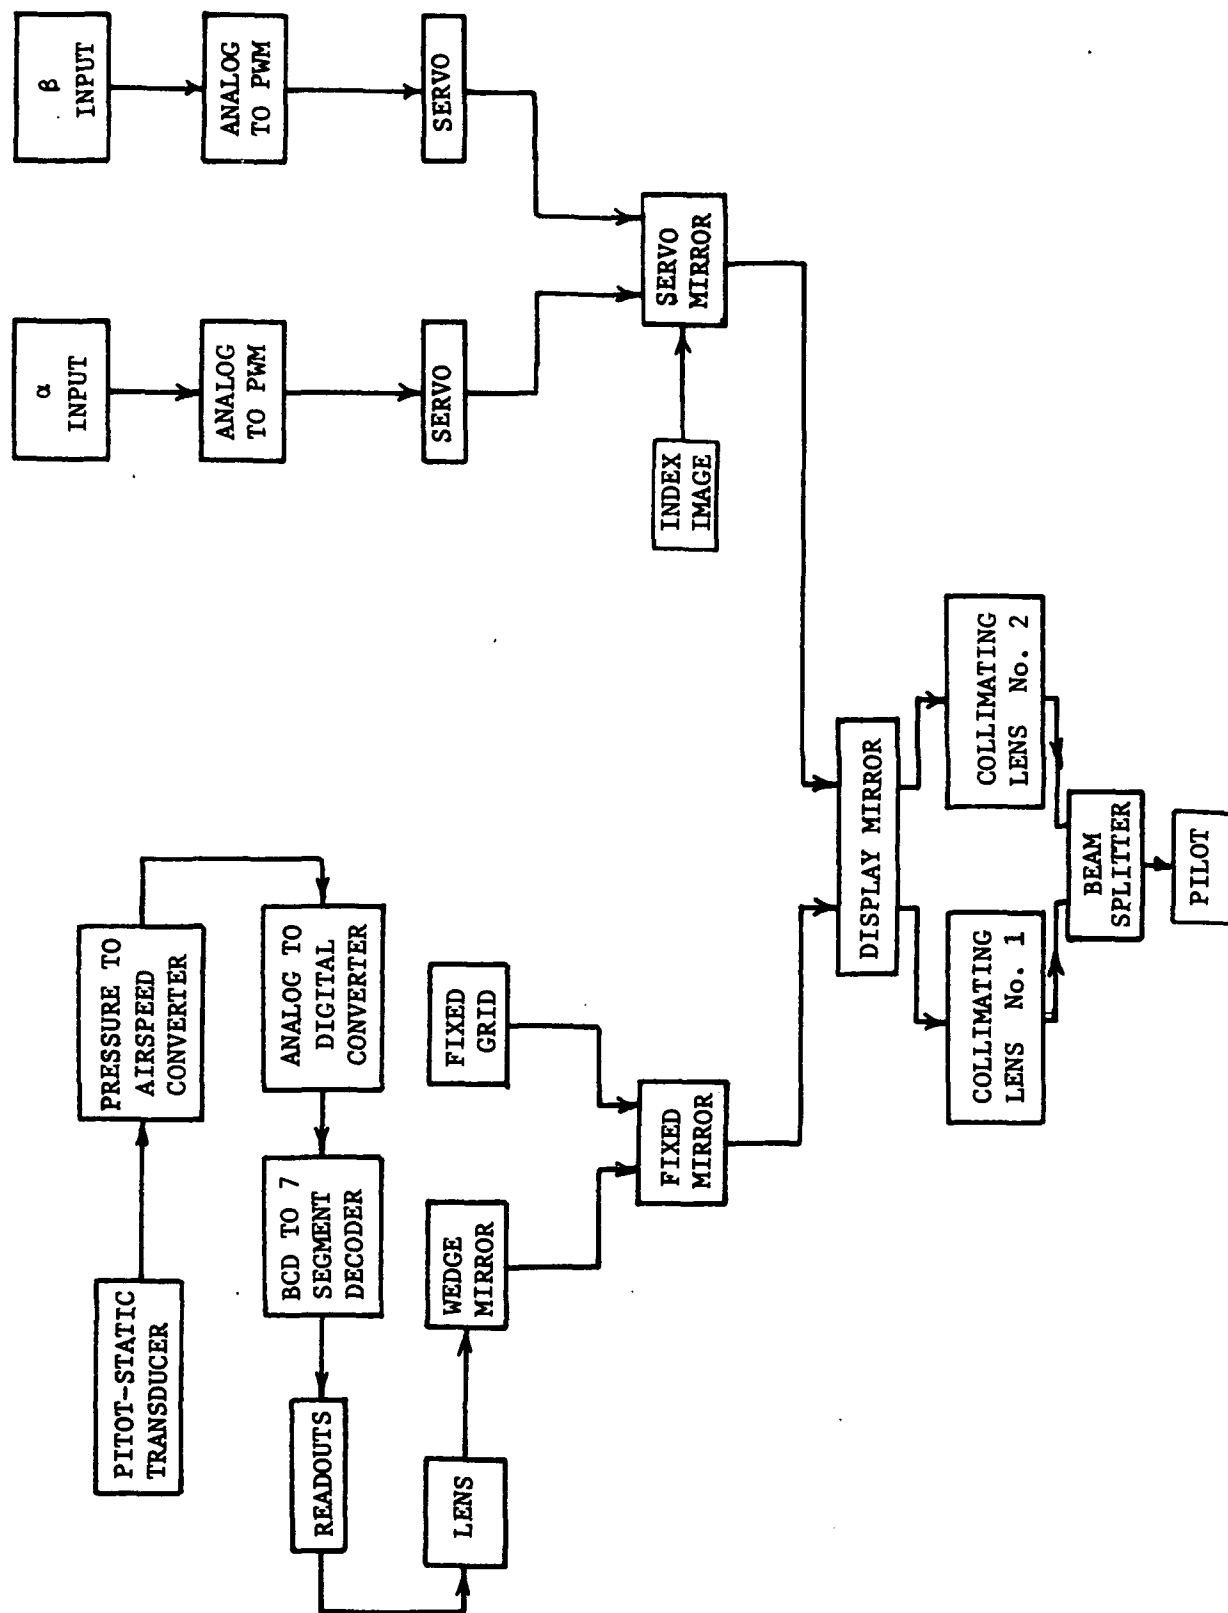 PITOT-STATIC
TRANSDUCER
PRESSURE TO
AIRSPEED
CONVERTER
ANALOG TO
DIGITAL
CONVERTER
BCD TO 7
SEGMENT
DECODER
READOUTS
LENS
WEDGE
MIRROR
FIXED
GRID
FIXED
MIRROR
α
INPUT
β
INPUT
ANALOG
TO PWM
ANALOG
TO PWM
SERVO
SERVO
INDEX
IMAGE
SERVO
MIRROR
DISPLAY MIRROR
COLLIMATING
LENS No. 1
COLLIMATING
LENS No. 2
BEAM
SPLITTER
PILOT